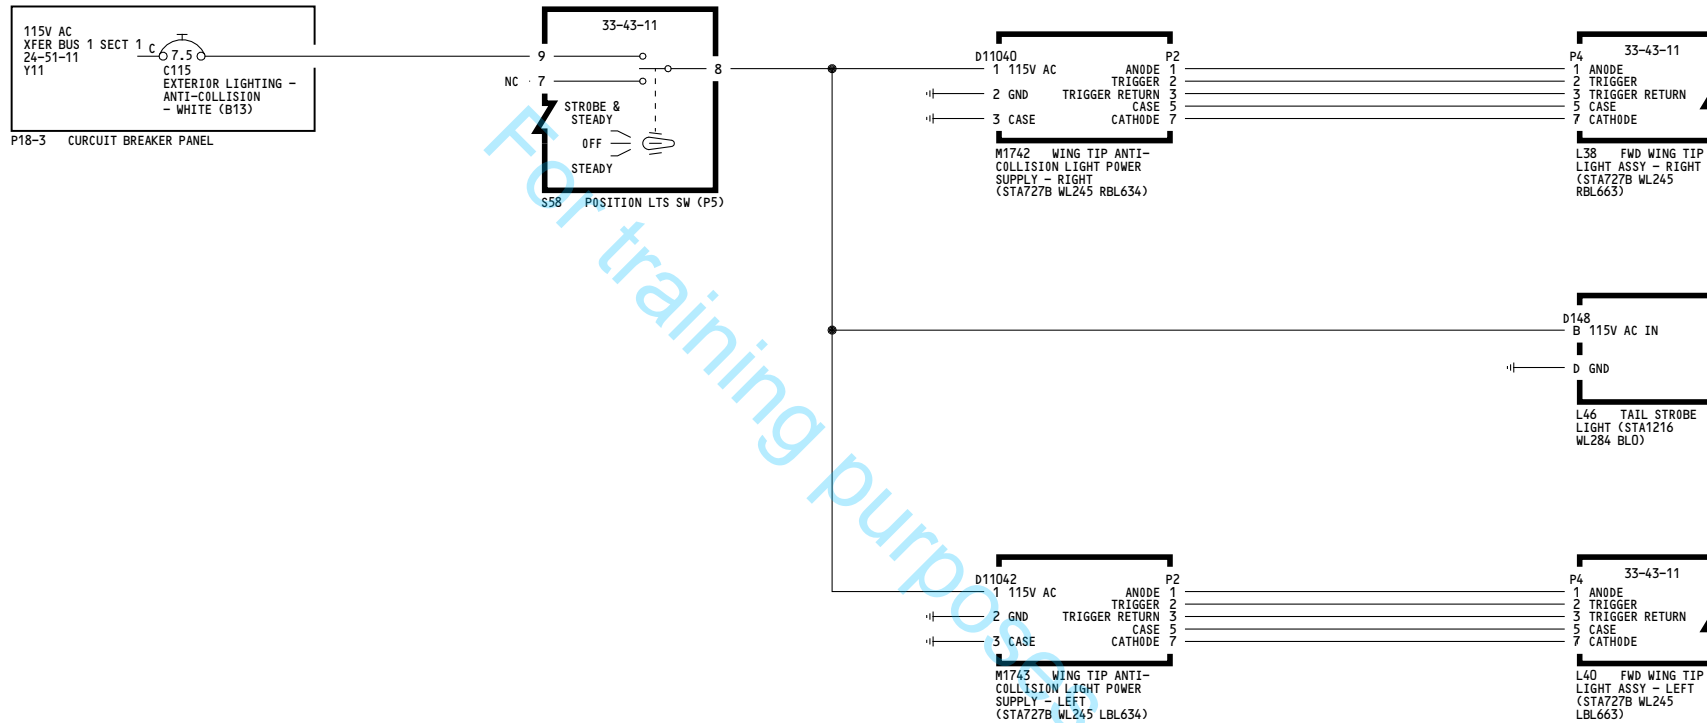 115V AC
XFER BUS 1 SECT 1
24-51-11
Y11
C
7.5
C115
EXTERIOR LIGHTING -
ANTI-COLLISION
- WHITE (B13)
P18-3 CURCUIT BREAKER PANEL
33-43-11
9
8
NC 7
STROBE &
STEADY
OFF
STEADY
S58 POSITION LTS SW (P5)
D11040 P2
1 115V AC ANODE 1
TRIGGER 2
2 GND TRIGGER RETURN 3
CASE 5
3 CASE CATHODE 7
M1742 WING TIP ANTI-
COLLISION LIGHT POWER
SUPPLY - RIGHT
(STA727B WL245 RBL634)
33-43-11
P4
1 ANODE
2 TRIGGER
3 TRIGGER RETURN
5 CASE
7 CATHODE
L38 FWD WING TIP
LIGHT ASSY - RIGHT
(STA727B WL245
RBL663)
D148
B 115V AC IN
D GND
L46 TAIL STROBE
LIGHT (STA1216
WL284 BL0)
D11042 P2
1 115V AC ANODE 1
TRIGGER 2
2 GND TRIGGER RETURN 3
CASE 5
3 CASE CATHODE 7
M1743 WING TIP ANTI-
COLLISION LIGHT POWER
SUPPLY - LEFT
(STA727B WL245 LBL634)
33-43-11
P4
1 ANODE
2 TRIGGER
3 TRIGGER RETURN
5 CASE
7 CATHODE
L40 FWD WING TIP
LIGHT ASSY - LEFT
(STA727B WL245
LBL663)
For training purposes